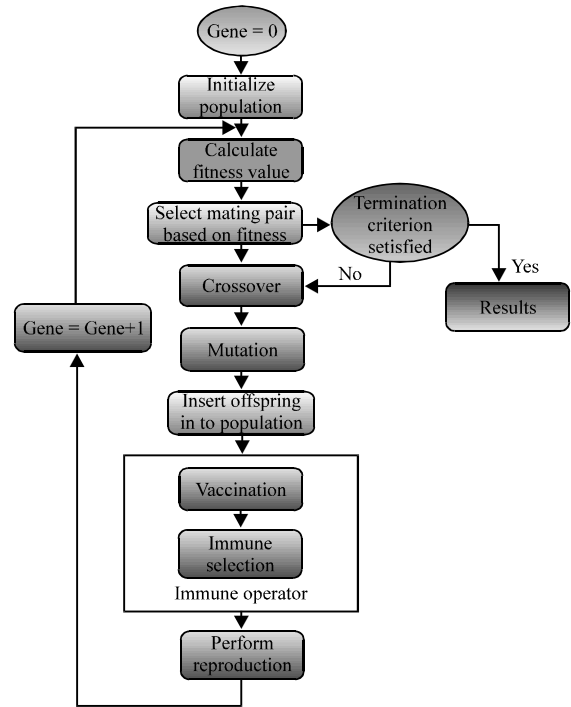 Gene = 0
Initialize
population
Calculate
fitness value
Select mating pair
based on fitness
Termination
criterion
setisfied
No
Yes
Crossover
Results
Gene = Gene+1
Mutation
Insert offspring
in to population
Vaccination
Immune
selection
Immune operator
Perform
reproduction